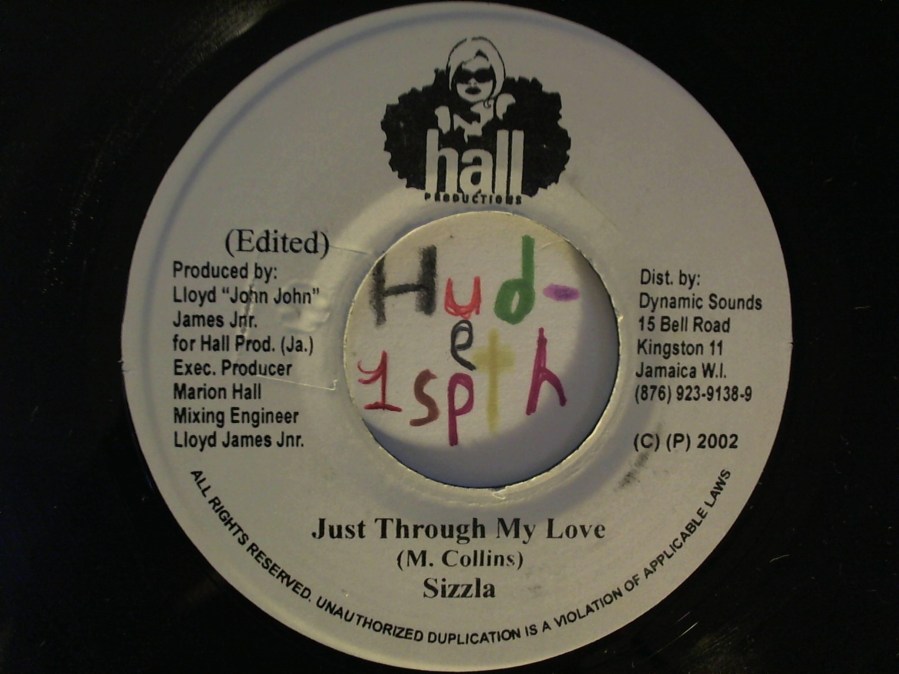 hall
PRODUCTIONS
(Edited)
Produced by:
Lloyd "John John"
James Jnr.
for Hall Prod. (Ja.)
Exec. Producer
Marion Hall
Mixing Engineer
Lloyd James Jnr.
Hud-
e
1spth
Dist. by:
Dynamic Sounds
15 Bell Road
Kingston 11
Jamaica W.I.
(876) 923-9138-9
(C) (P) 2002
Just Through My Love
(M. Collins)
Sizzla
ALL RIGHTS RESERVED. UNAUTHORIZED DUPLICATION IS A VIOLATION OF APPLICABLE LAWS